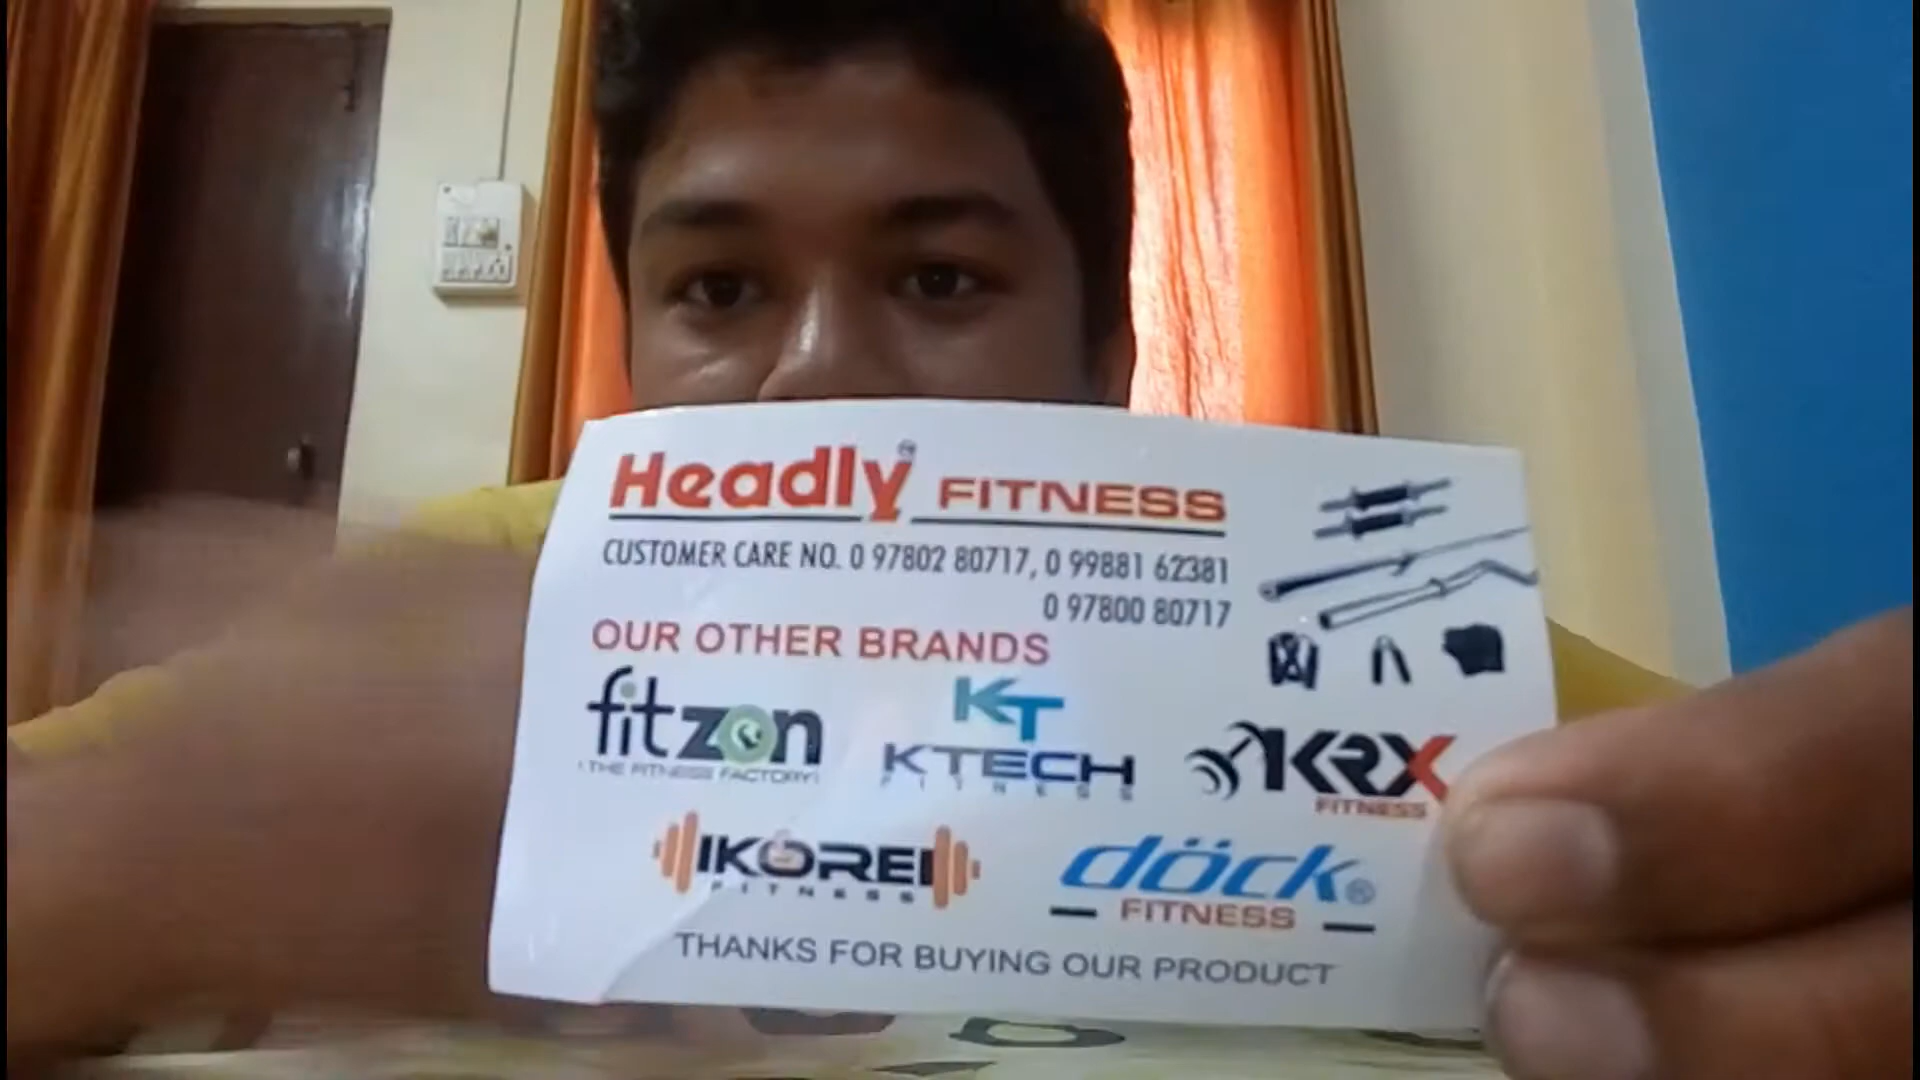 Headly® FITNESS
CUSTOMER CARE NO. 0 97802 80717, 0 99881 62381
0 97800 80717
OUR OTHER BRANDS
fitzon
(THE FITNESS FACTORY)
KT
KTECH
FITNESS
KRX
FITNESS
IKOREI
FITNESS
döck®
FITNESS
THANKS FOR BUYING OUR PRODUCT